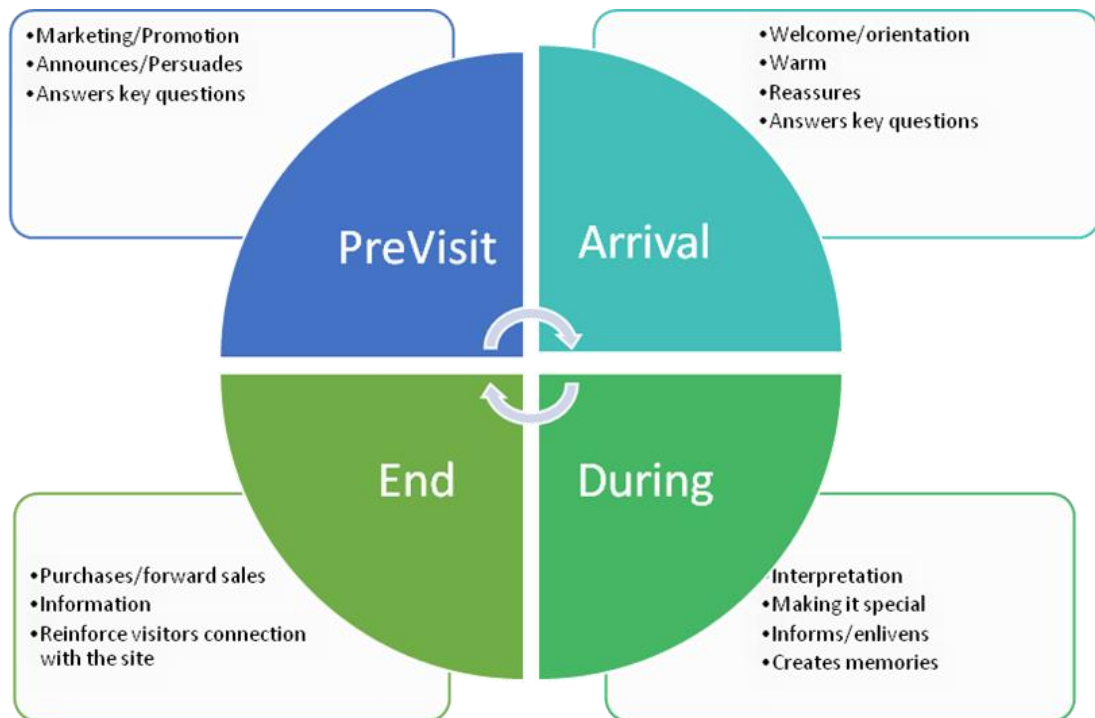 •Marketing/Promotion
•Announces/Persuades
•Answers key questions
•Welcome/orientation
•Warm
•Reassures
•Answers key questions
PreVisit
Arrival
End
During
•Purchases/forward sales
•Information
•Reinforce visitors connection
with the site
•Interpretation
•Making it special
•Informs/enlivens
•Creates memories